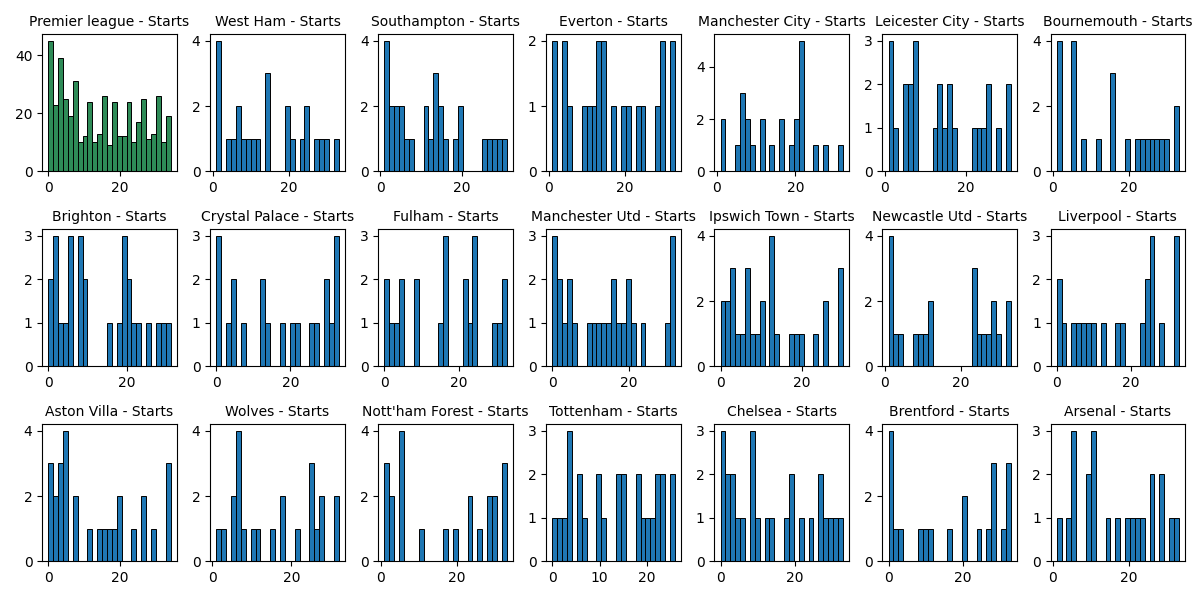 Premier league - Starts West Ham - Starts Southampton - Starts Everton - Starts Manchester City - Starts Leicester City - Starts Bournemouth - Starts
40 4 4 2 4 3 4
20 2 2 1 2 2 2
1
0 0 0 0 0 0 0
0 20 0 20 0 20 0 20 0 20 0 20 0 20
Brighton - Starts Crystal Palace - Starts Fulham - Starts Manchester Utd - Starts Ipswich Town - Starts Newcastle Utd - Starts Liverpool - Starts
3 3 3 3 4 4 3
2 2 2 2 2 2 2
1 1 1 1 1
0 0 0 0 0 0 0
0 20 0 20 0 20 0 20 0 20 0 20 0 20
Aston Villa - Starts Wolves - Starts Nott'ham Forest - Starts Tottenham - Starts Chelsea - Starts Brentford - Starts Arsenal - Starts
4 4 4 3 3 4 3
2 2 2 2 2 2 2
1 1 1
0 0 0 0 0 0 0
0 20 0 20 0 20 0 10 20 0 20 0 20 0 20